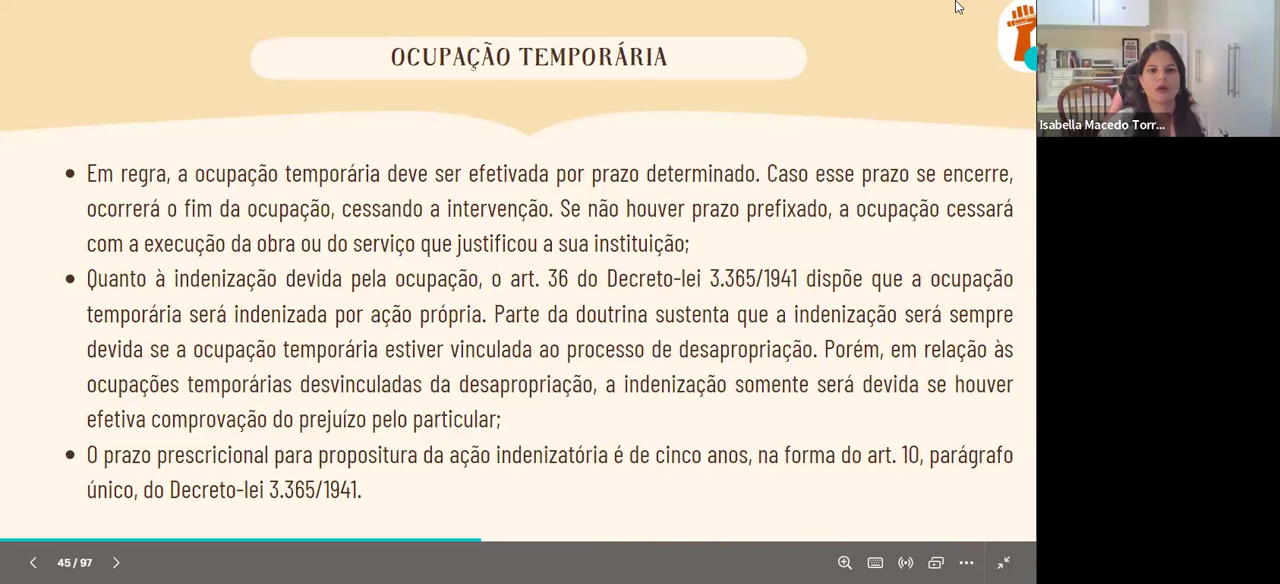 OCUPAÇÃO TEMPORÁRIA
Isabella Macedo Torr...
Em regra, a ocupação temporária deve ser efetivada por prazo determinado. Caso esse prazo se encerre,
ocorrerá o fim da ocupação, cessando a intervenção. Se não houver prazo prefixado, a ocupação cessará
com a execução da obra ou do serviço que justificou a sua instituição;
Quanto à indenização devida pela ocupação, o art. 36 do Decreto-lei 3.365/1941 dispõe que a ocupação
temporária será indenizada por ação própria. Parte da doutrina sustenta que a indenização será sempre
devida se a ocupação temporária estiver vinculada ao processo de desapropriação. Porém, em relação às
ocupações temporárias desvinculadas da desapropriação, a indenização somente será devida se houver
efetiva comprovação do prejuízo pelo particular;
O prazo prescricional para propositura da ação indenizatória é de cinco anos, na forma do art. 10, parágrafo
único, do Decreto-lei 3.365/1941.
45 / 97